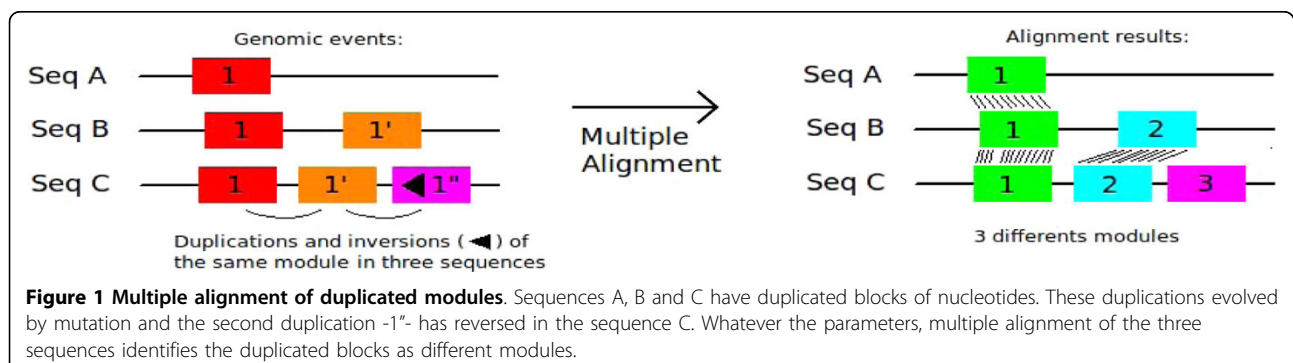 Genomic events:
Alignment results:
Seq A
1
Seq A
1
Seq B
1
1'
Multiple
Alignment
Seq B
1
2
Seq C
1
1'
1"
Seq C
1
2
3
Duplications and inversions (◄) of
the same module in three sequences
3 differents modules
Figure 1 Multiple alignment of duplicated modules. Sequences A, B and C have duplicated blocks of nucleotides. These duplications evolved
by mutation and the second duplication -1”- has reversed in the sequence C. Whatever the parameters, multiple alignment of the three
sequences identifies the duplicated blocks as different modules.